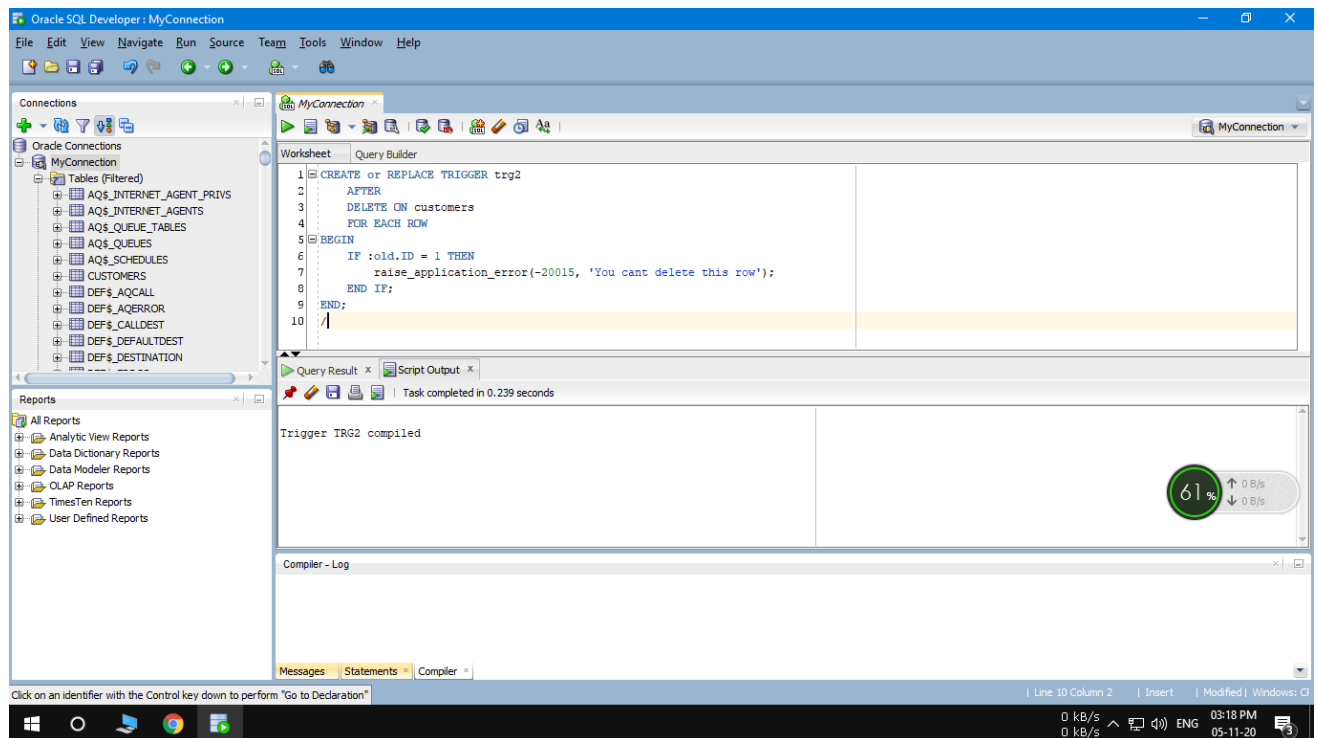 Oracle SQL Developer : MyConnection
File Edit View Navigate Run Source Team Tools Window Help
Connections
Oracle Connections
MyConnection
Tables (Filtered)
AQ$_INTERNET_AGENT_PRIVS
AQ$_INTERNET_AGENTS
AQ$_QUEUE_TABLES
AQ$_QUEUES
AQ$_SCHEDULES
CUSTOMERS
DEF$_AQCALL
DEF$_AQERROR
DEF$_CALLDEST
DEF$_DEFAULTDEST
DEF$_DESTINATION
Reports
All Reports
Analytic View Reports
Data Dictionary Reports
Data Modeler Reports
OLAP Reports
TimesTen Reports
User Defined Reports
MyConnection
MyConnection
Worksheet Query Builder
1 CREATE or REPLACE TRIGGER trg2
2 AFTER
3 DELETE ON customers
4 FOR EACH ROW
5 BEGIN
6 IF :old.ID = 1 THEN
7 raise_application_error(-20015, 'You cant delete this row');
8 END IF;
9 END;
10 /
Query Result x Script Output x
Task completed in 0.239 seconds
Trigger TRG2 compiled
61 %
0 B/s
0 B/s
Compiler - Log
Messages Statements Compiler
Click on an identifier with the Control key down to perform "Go to Declaration"
Line 10 Column 2 | Insert | Modified | Windows: C
0 kB/s
0 kB/s
ENG
03:18 PM
05-11-20
3